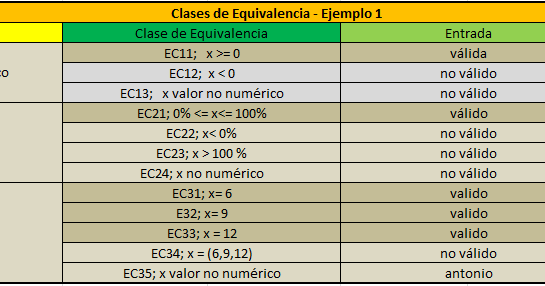 Clases de Equivalencia - Ejemplo 1
Clase de Equivalencia Entrada
EC11; x >= 0 válida
co EC12; x < 0 no válido
EC13; x valor no numérico no válido
EC21; 0% <= x<= 100% válido
EC22; x< 0% no válido
EC23; x > 100 % no válido
EC24; x no numérico no válido
EC31; x= 6 valido
E32; x= 9 valido
EC33; x = 12 valido
EC34; x = (6,9,12) no válido
EC35; x valor no numérico antonio